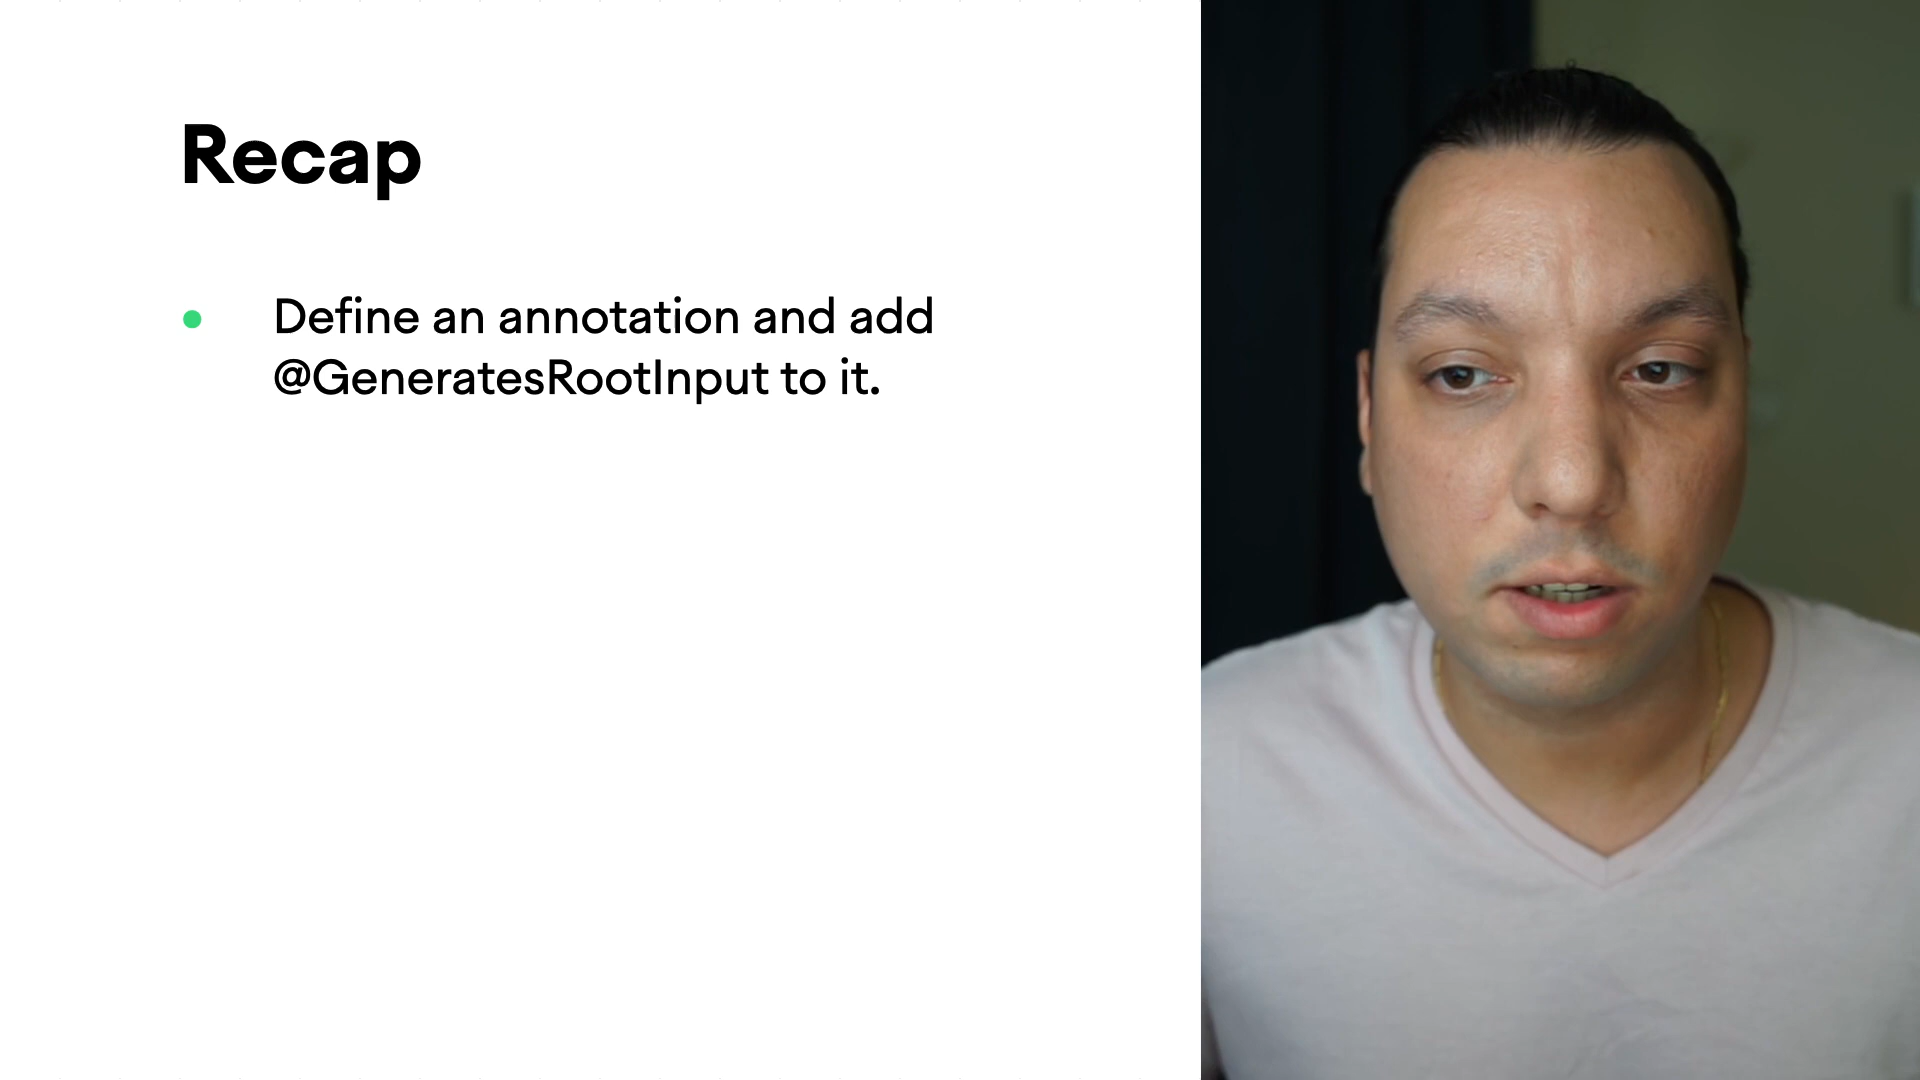 Recap
Define an annotation and add
@GeneratesRootInput to it.